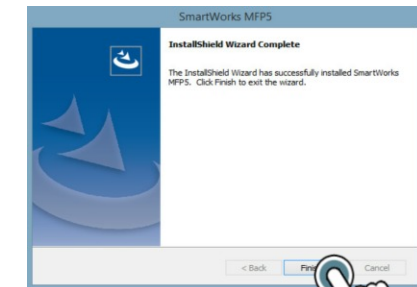 SmartWorks MFP5
InstallShield Wizard Complete
The InstallShield Wizard has successfully installed SmartWorks
MFP5. Click Finish to exit the wizard.
< Back Finis Cancel